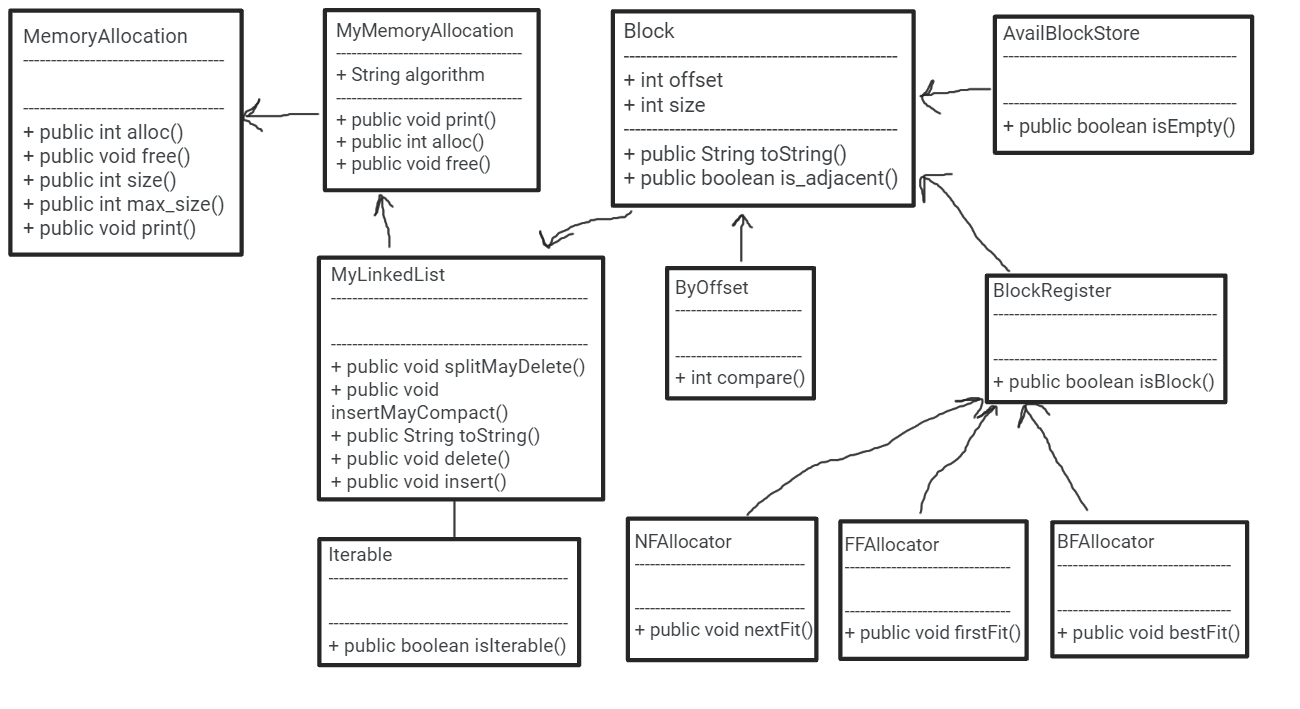 MemoryAllocation
+ public int alloc()
+ public void free()
+ public int size()
+ public int max_size()
+ public void print()
MyMemoryAllocation
+ String algorithm
+ public void print()
+ public int alloc()
+ public void free()
Block
+ int offset
+ int size
+ public String toString()
+ public boolean is_adjacent()
AvailBlockStore
+ public boolean isEmpty()
MyLinkedList
+ public void splitMayDelete()
+ public void
insertMayCompact()
+ public String toString()
+ public void delete()
+ public void insert()
ByOffset
+ int compare()
BlockRegister
+ public boolean isBlock()
Iterable
+ public boolean isIterable()
NFAllocator
+ public void nextFit()
FFAllocator
+ public void firstFit()
BFAllocator
+ public void bestFit()